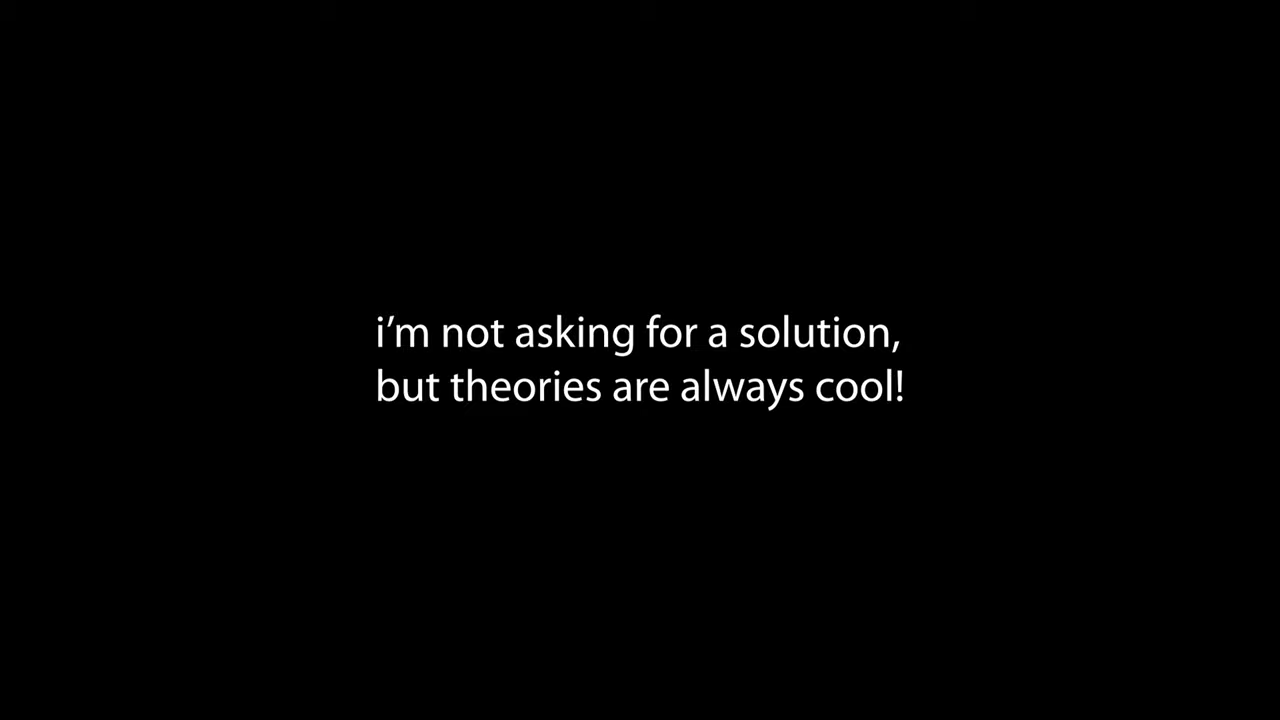 i’m not asking for a solution,
but theories are always cool!